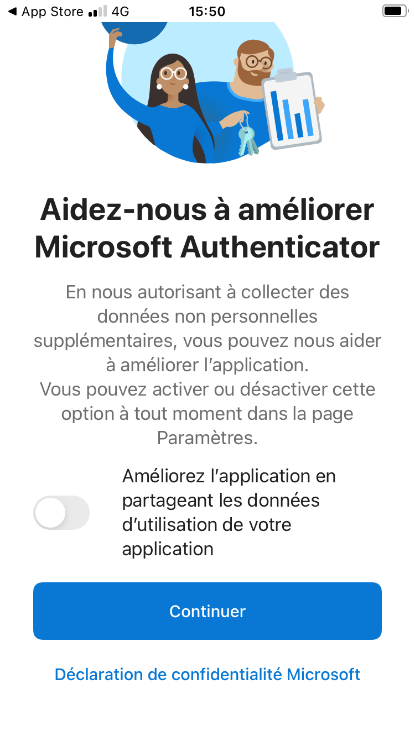 ◀ App Store 4G 15:50
Aidez-nous à améliorer
Microsoft Authenticator
En nous autorisant à collecter des
données non personnelles
supplémentaires, vous pouvez nous aider
à améliorer l’application.
Vous pouvez activer ou désactiver cette
option à tout moment dans la page
Paramètres.
Améliorez l’application en
partageant les données
d’utilisation de votre
application
Continuer
Déclaration de confidentialité Microsoft